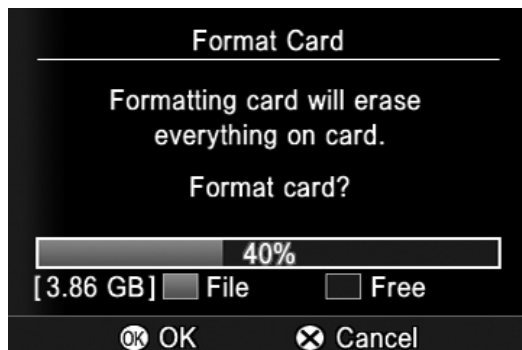 Format Card
Formatting card will erase
everything on card.
Format card?
40%
[3.86 GB] File Free
OK OK Cancel